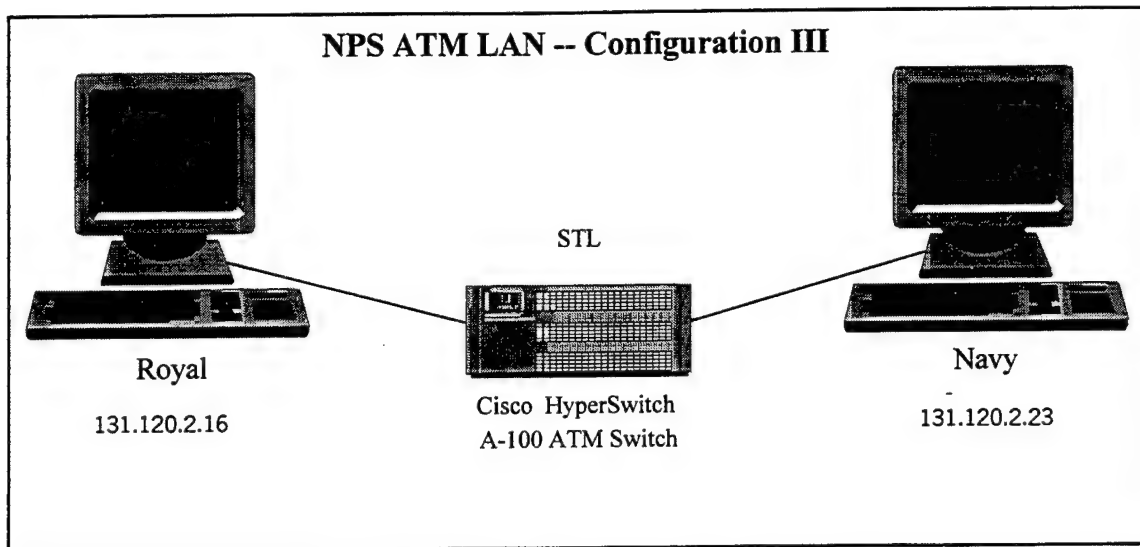 NPS ATM LAN -- Configuration III
STL
Royal
131.120.2.16
Cisco HyperSwitch
A-100 ATM Switch
Navy
131.120.2.23